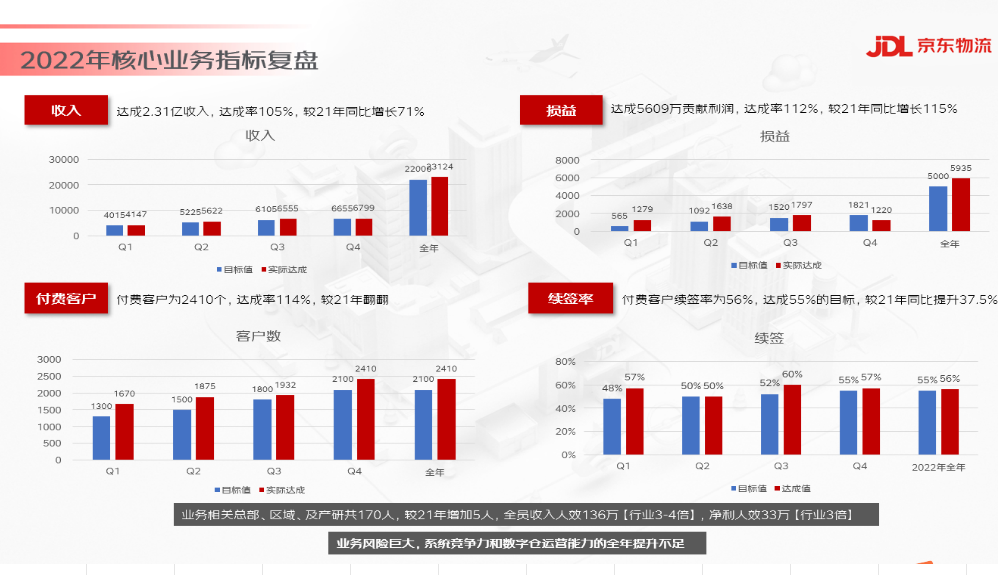 2022年核心业务指标复盘
JDL 京东物流
收入
达成2.31亿收入，达成率105%，较21年同比增长71%
收入
30000
20000
10000
0
4015 4147
5225 5622
6105 6555
6655 6799
22000 23124
Q1 Q2 Q3 Q4 全年
目标值 实际达成
损益
达成5609万贡献利润，达成率112%，较21年同比增长115%
损益
8000
6000
4000
2000
0
565 1279
1092 1638
1520 1797
1821 1220
5000 5935
Q1 Q2 Q3 Q4 全年
目标值 实际达成
付费客户
付费客户为2410个，达成率114%，较21年翻翻
客户数
3000
2500
2000
1500
1000
500
0
1300 1670
1500 1875
1800 1932
2100 2410
2100 2410
Q1 Q2 Q3 Q4 全年
目标值 实际达成
续签率
付费客户续签率为56%，达成55%的目标，较21年同比提升37.5%
续签
80%
60%
40%
20%
0%
48% 57%
50% 50%
52% 60%
55% 57%
55% 56%
Q1 Q2 Q3 Q4 2022年全年
目标值 达成值
业务相关总部、区域、及产研共170人，较21年增加5人，全员收入人效136万【行业3-4倍】，净利人效33万【行业3倍】
业务风险巨大，系统竞争力和数字仓运营能力的全年提升不足